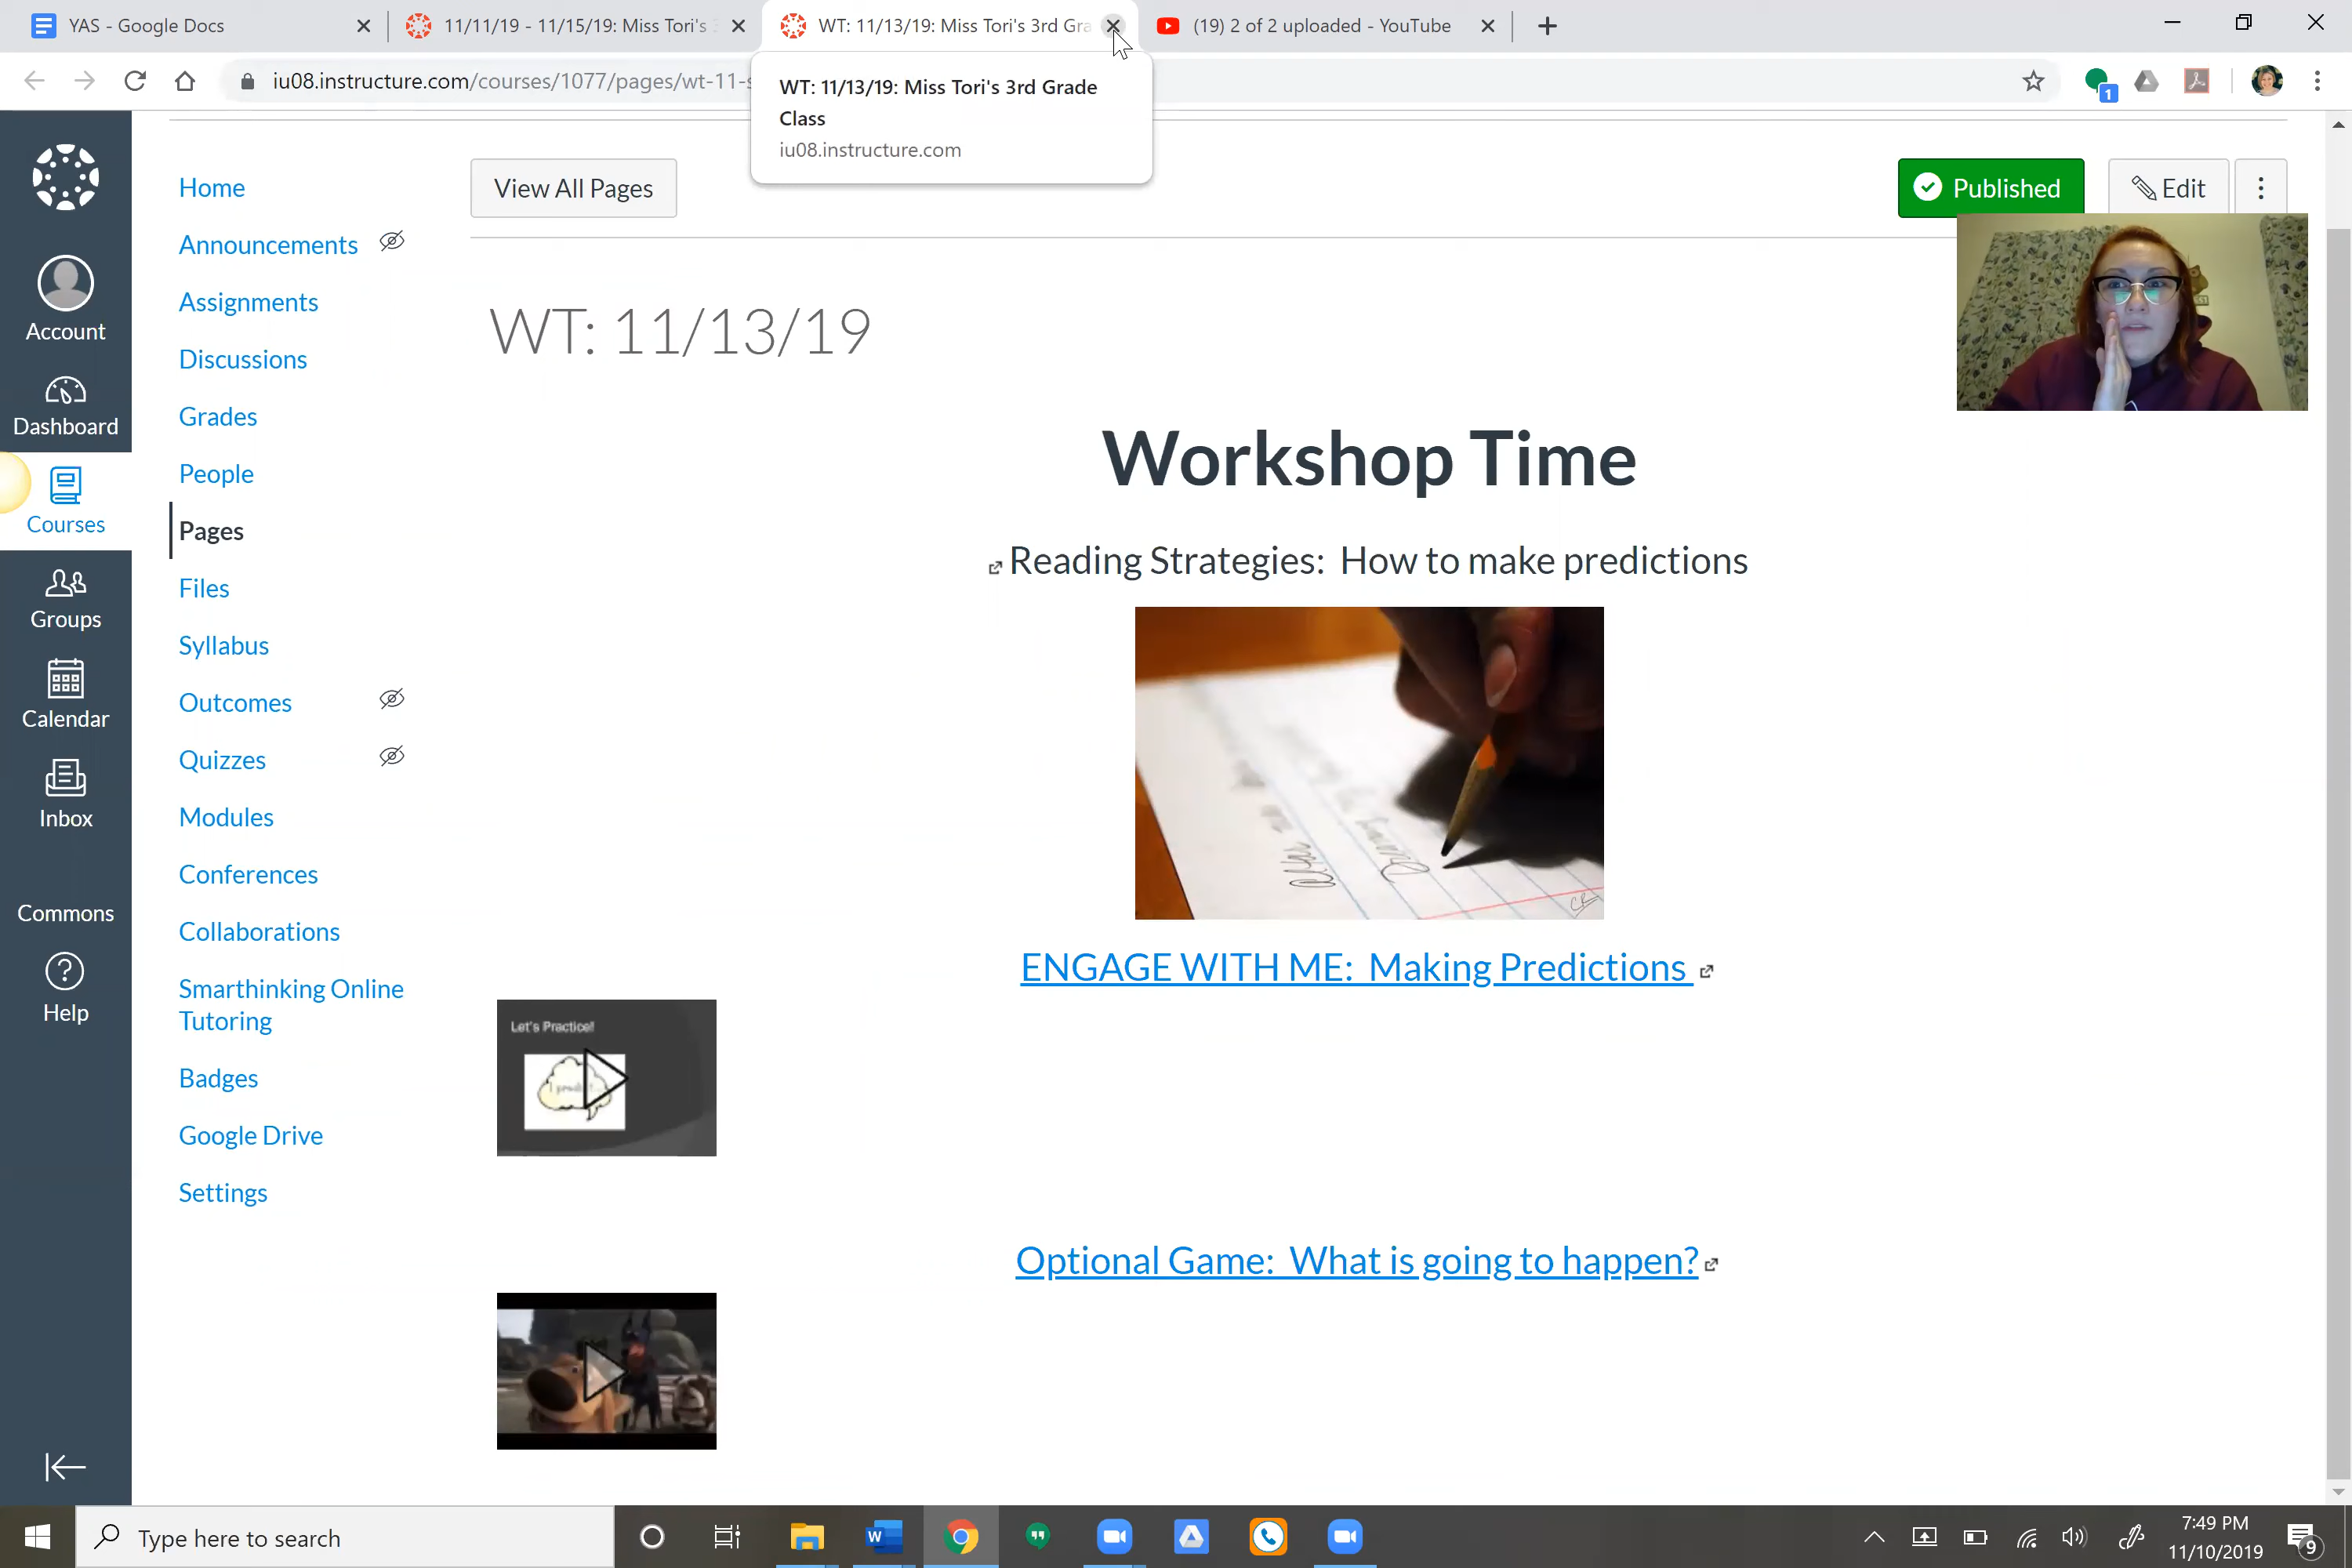 YAS - Google Docs
11/11/19 - 11/15/19: Miss Tori's 3
WT: 11/13/19: Miss Tori's 3rd Gra
(19) 2 of 2 uploaded - YouTube
iu08.instructure.com/courses/1077/pages/wt-11-
1
WT: 11/13/19: Miss Tori's 3rd Grade
Class
iu08.instructure.com
Account
Dashboard
Courses
Groups
Calendar
Inbox
Commons
Help
Home
Announcements
Assignments
Discussions
Grades
People
Pages
Files
Syllabus
Outcomes
Quizzes
Modules
Conferences
Collaborations
Smarthinking Online
Tutoring
Badges
Google Drive
Settings
View All Pages
Published
Edit
WT: 11/13/19
Workshop Time
Reading Strategies: How to make predictions
ENGAGE WITH ME: Making Predictions
Let's Practice!
Optional Game: What is going to happen?
Type here to search
7:49 PM
11/10/2019
9